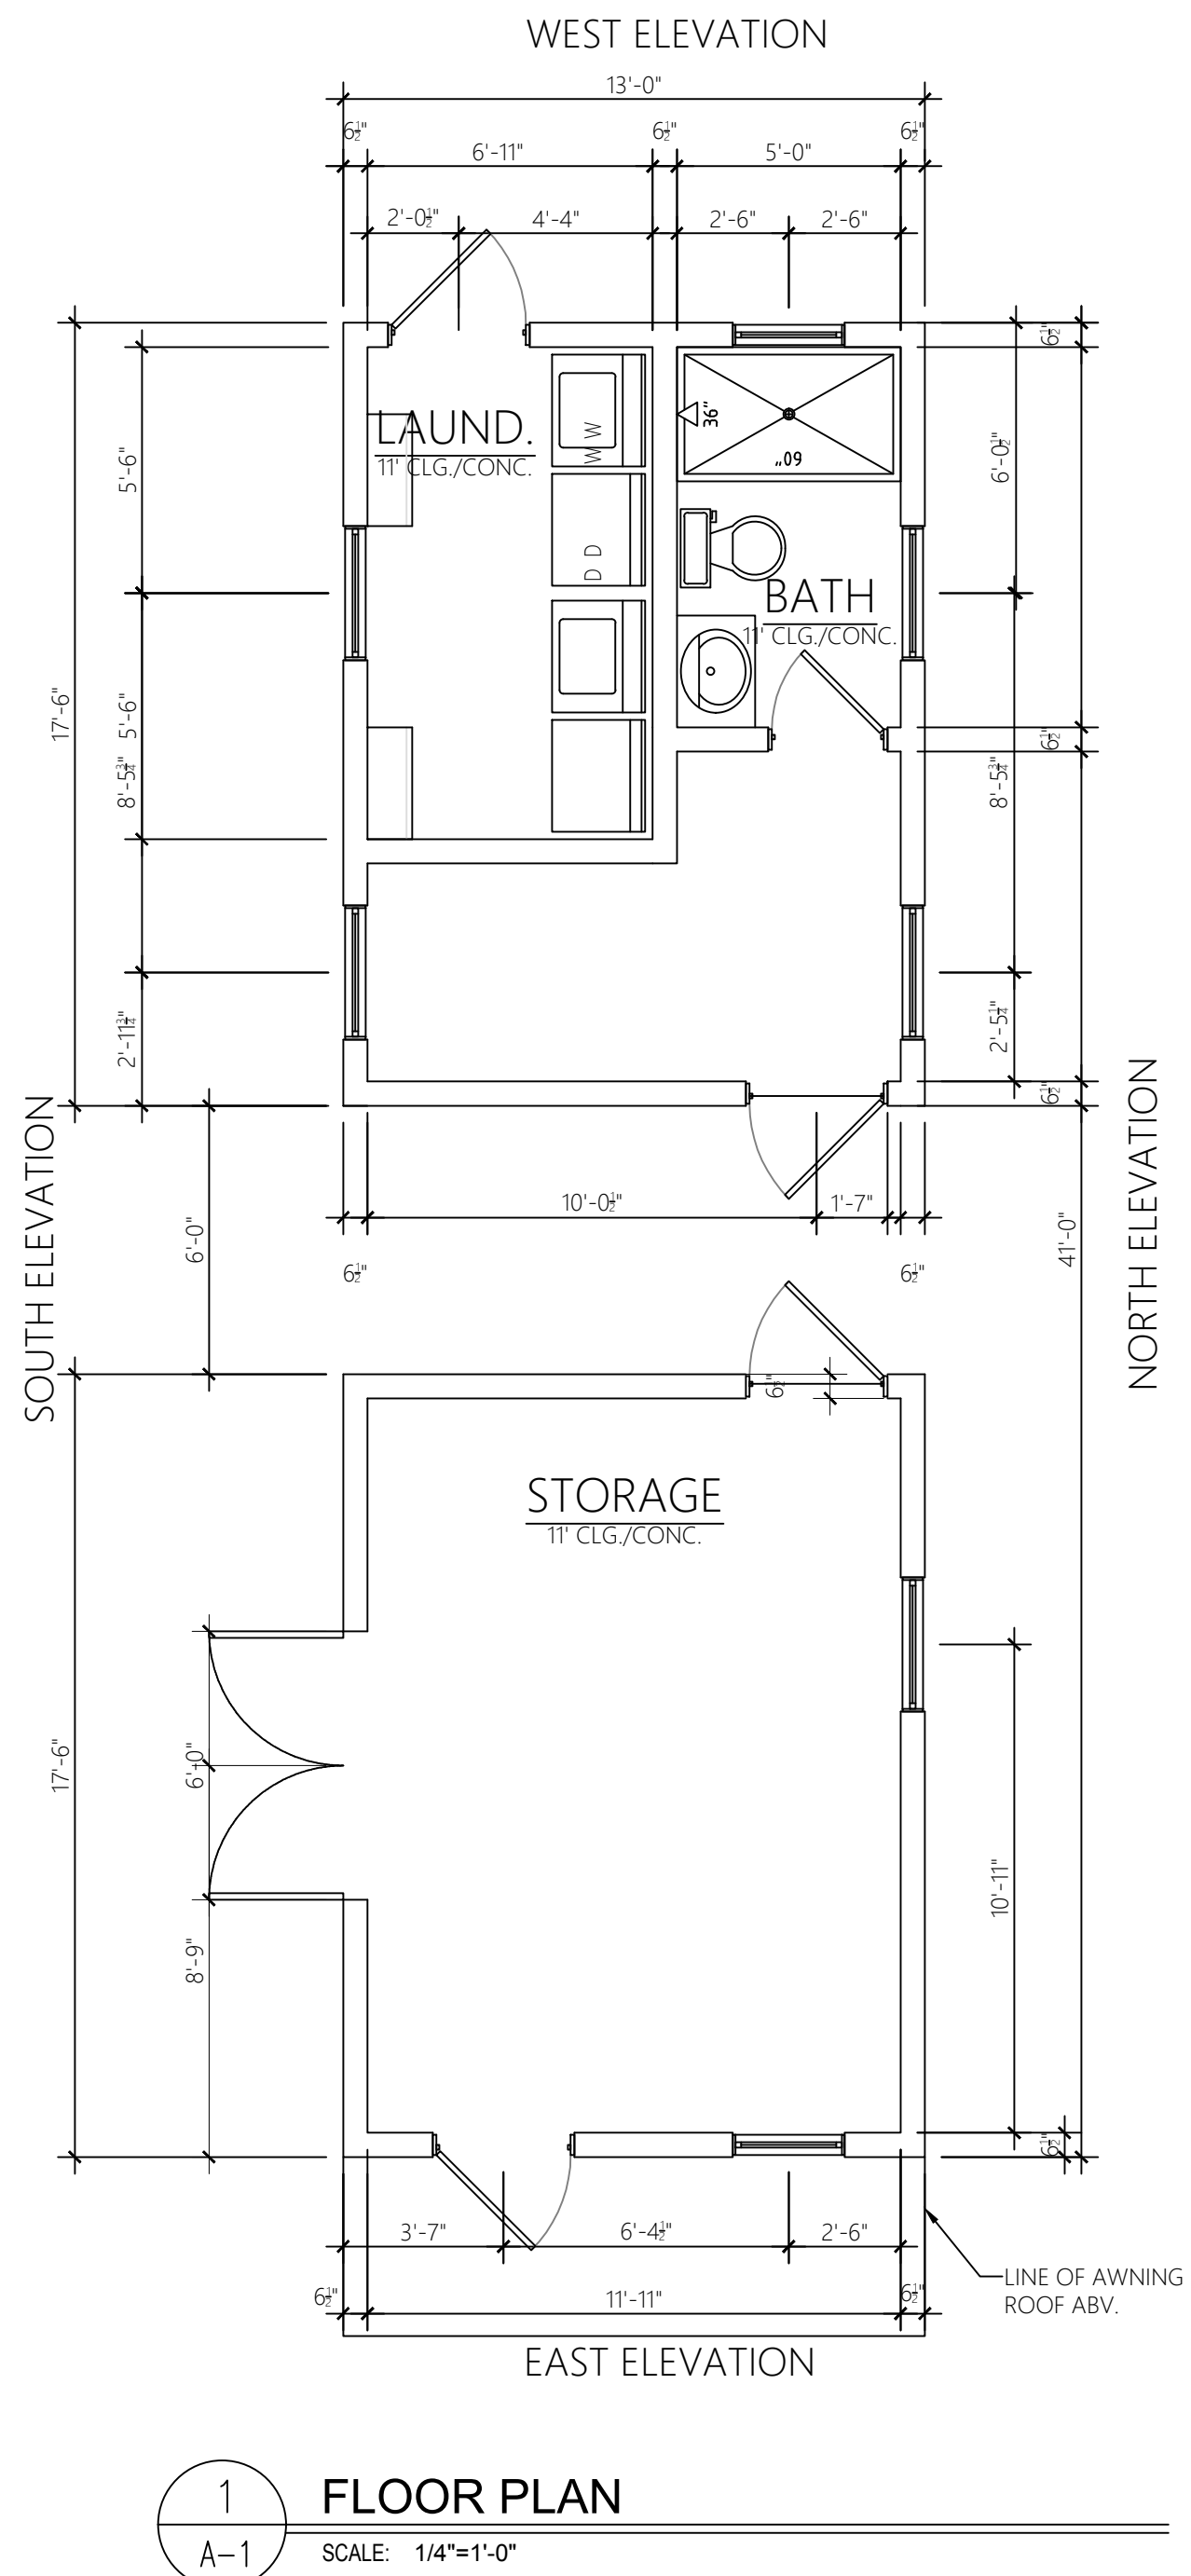 WEST ELEVATION
13'-0"
6½" 6½" 6½"
6'-11" 5'-0"
2'-0½" 4'-4" 2'-6" 2'-6"
6½"
W W
36"
LAUND.
11' CLG./CONC.
60"
5'-6"
6'-0½"
D D
BATH
11' CLG./CONC.
17'-6"
5'-6"
6½"
8'-5¾"
8'-5¾"
2'-11¾"
2'-5¼"
6½"
SOUTH ELEVATION
NORTH ELEVATION
10'-0½" 1'-7"
6'-0"
41'-0"
6½" 6½"
6½"
STORAGE
11' CLG./CONC.
17'-6"
6'-0"
10'-11"
8'-9"
6½"
3'-7" 6'-4½" 2'-6"
LINE OF AWNING
ROOF ABV.
6½" 11'-11" 6½"
EAST ELEVATION
1
A-1
FLOOR PLAN
SCALE: 1/4"=1'-0"